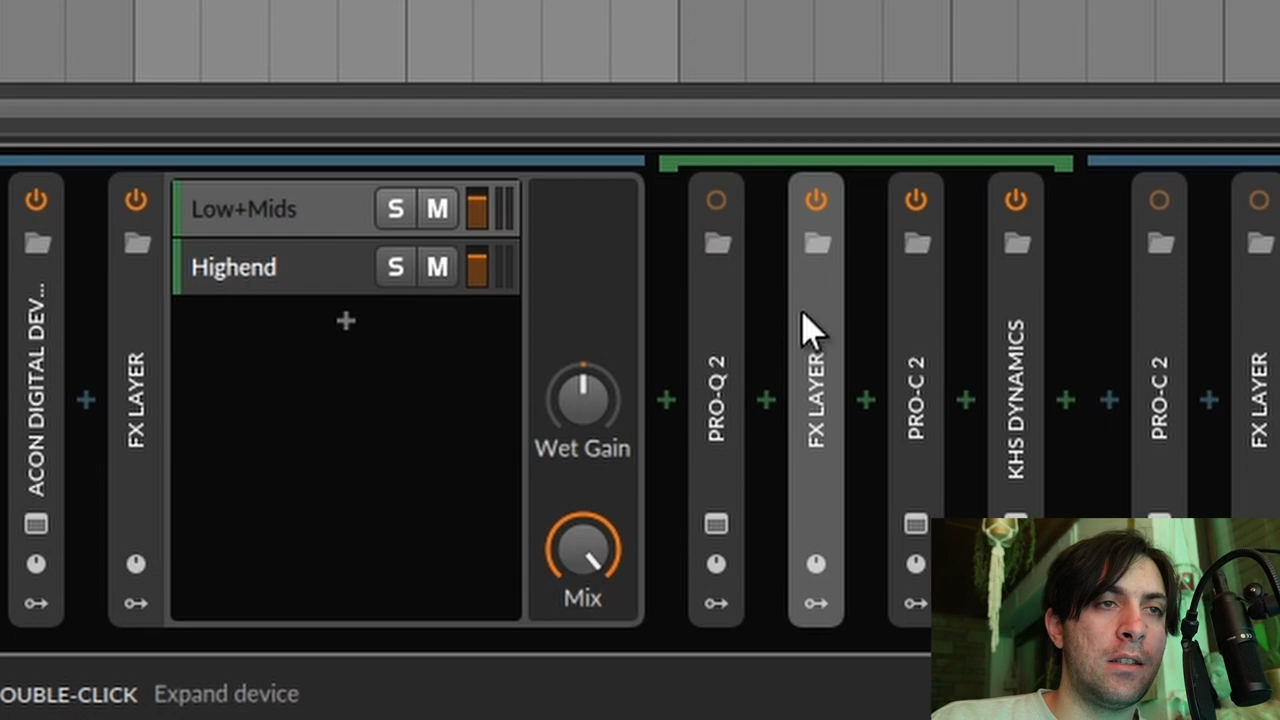 Low+Mids
S
M
Highend
S
M
+
Wet Gain
Mix
ACON DIGITAL DEV...
+
FX LAYER
+
PRO-Q 2
+
FX LAYER
+
PRO-C 2
+
KHS DYNAMICS
+
+
PRO-C 2
+
FX LAYER
OUBLE-CLICK Expand device